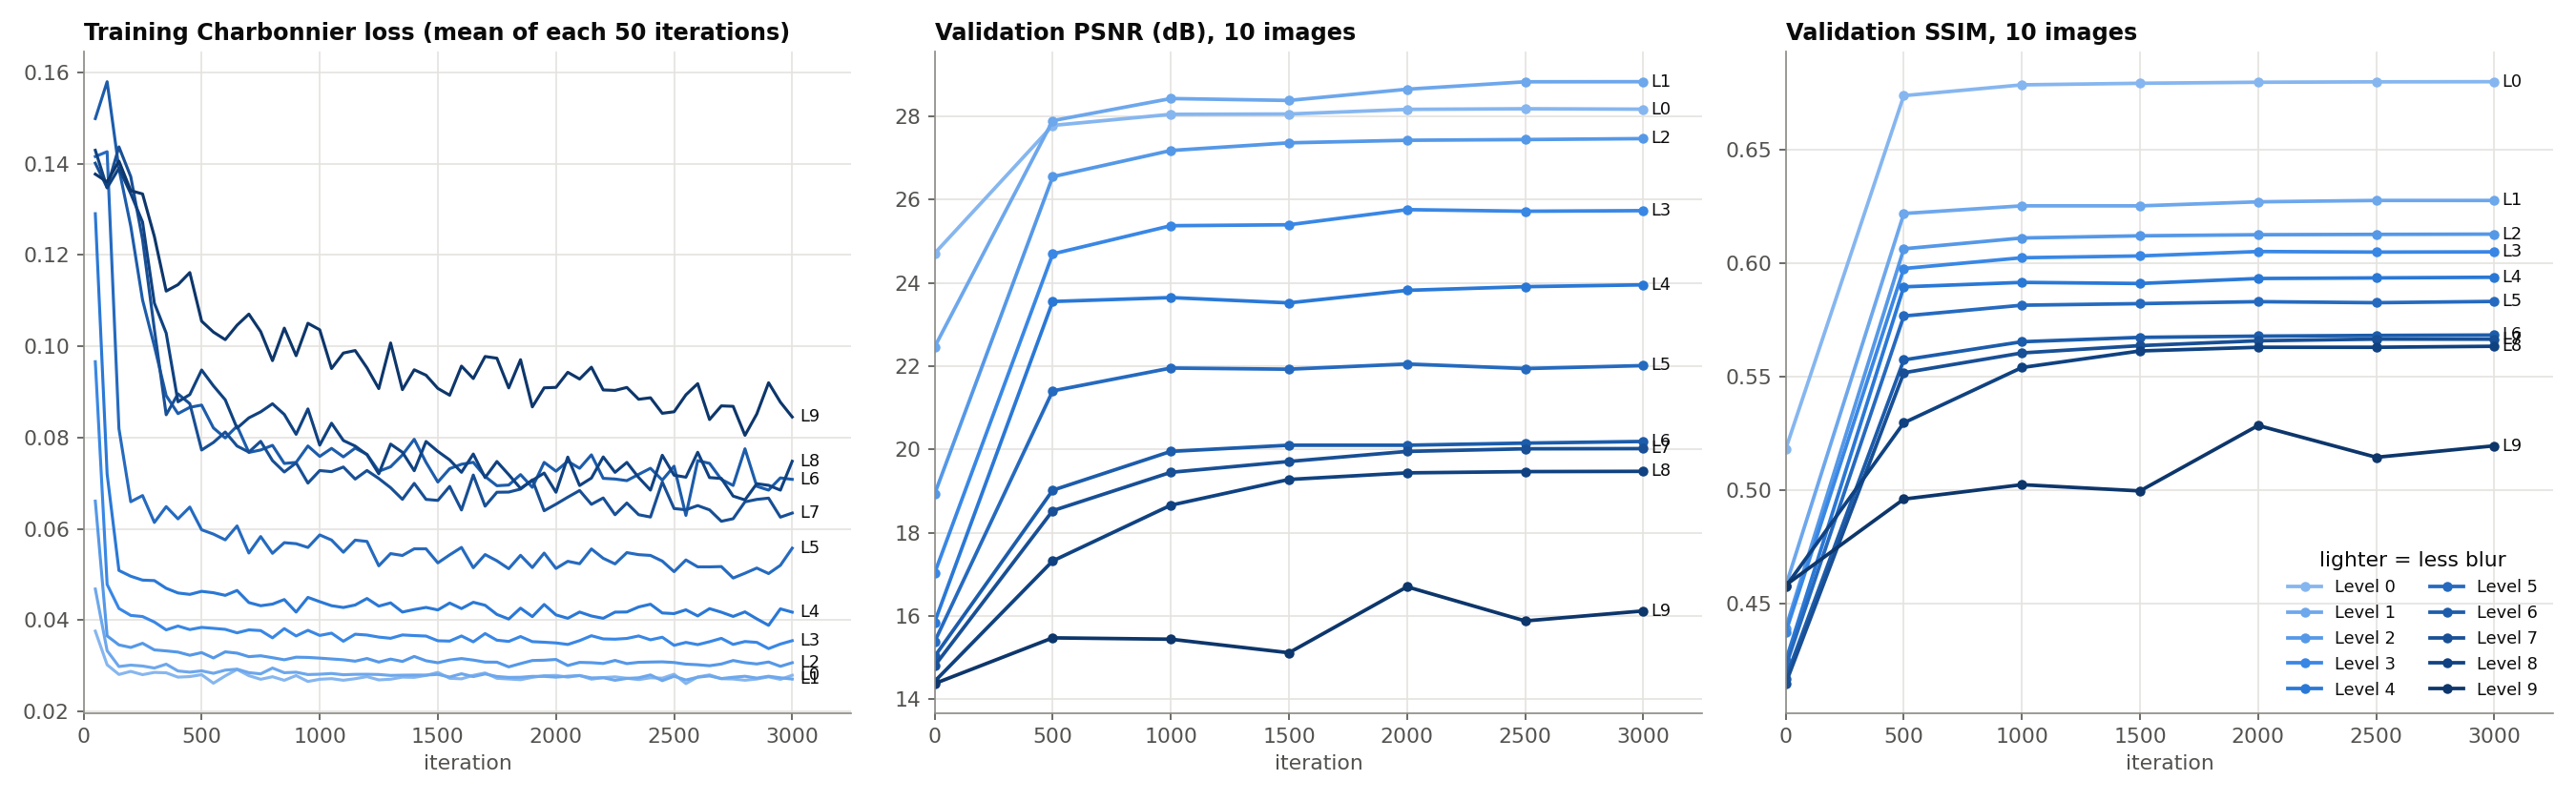 Training Charbonnier loss (mean of each 50 iterations)
0.16
0.14
0.12
0.10
0.08
0.06
0.04
0.02
0
500
1000
1500
2000
2500
3000
iteration
L9
L8
L6
L7
L5
L4
L3
L2
L0
L1
Validation PSNR (dB), 10 images
28
26
24
22
20
18
16
14
0
500
1000
1500
2000
2500
3000
iteration
L1
L0
L2
L3
L4
L5
L6
L7
L8
L9
Validation SSIM, 10 images
0.65
0.60
0.55
0.50
0.45
0
500
1000
1500
2000
2500
3000
iteration
L0
L1
L2
L3
L4
L5
L6
L7
L8
L9
lighter = less blur
Level 0
Level 1
Level 2
Level 3
Level 4
Level 5
Level 6
Level 7
Level 8
Level 9